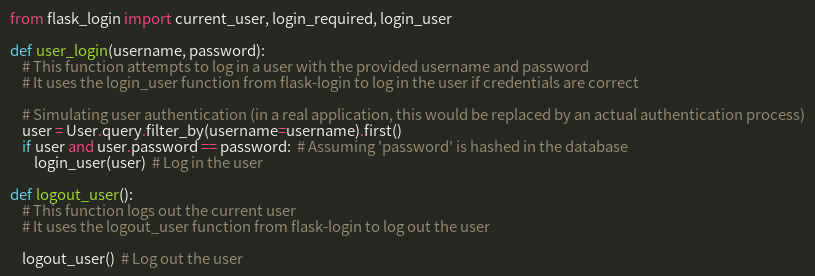 from flask_login import current_user, login_required, login_user
def user_login(username, password):
# This function attempts to log in a user with the provided username and password
# It uses the login_user function from flask-login to log in the user if credentials are correct
# Simulating user authentication (in a real application, this would be replaced by an actual authentication process)
user = User.query.filter_by(username=username).first()
if user and user.password == password: # Assuming 'password' is hashed in the database
login_user(user) # Log in the user
def logout_user():
# This function logs out the current user
# It uses the logout_user function from flask-login to log out the user
logout_user() # Log out the user